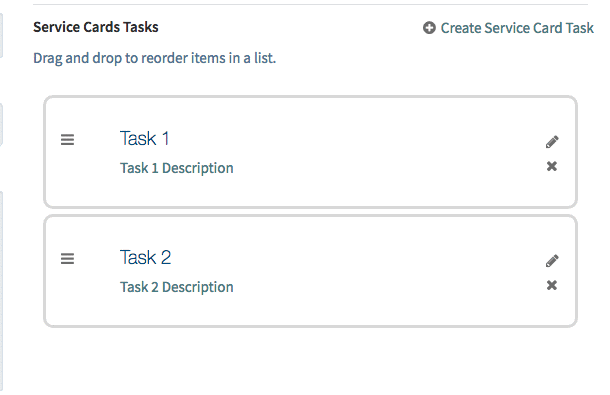 Service Cards Tasks
Create Service Card Task
Drag and drop to reorder items in a list.
Task 1
Task 1 Description
Task 2
Task 2 Description